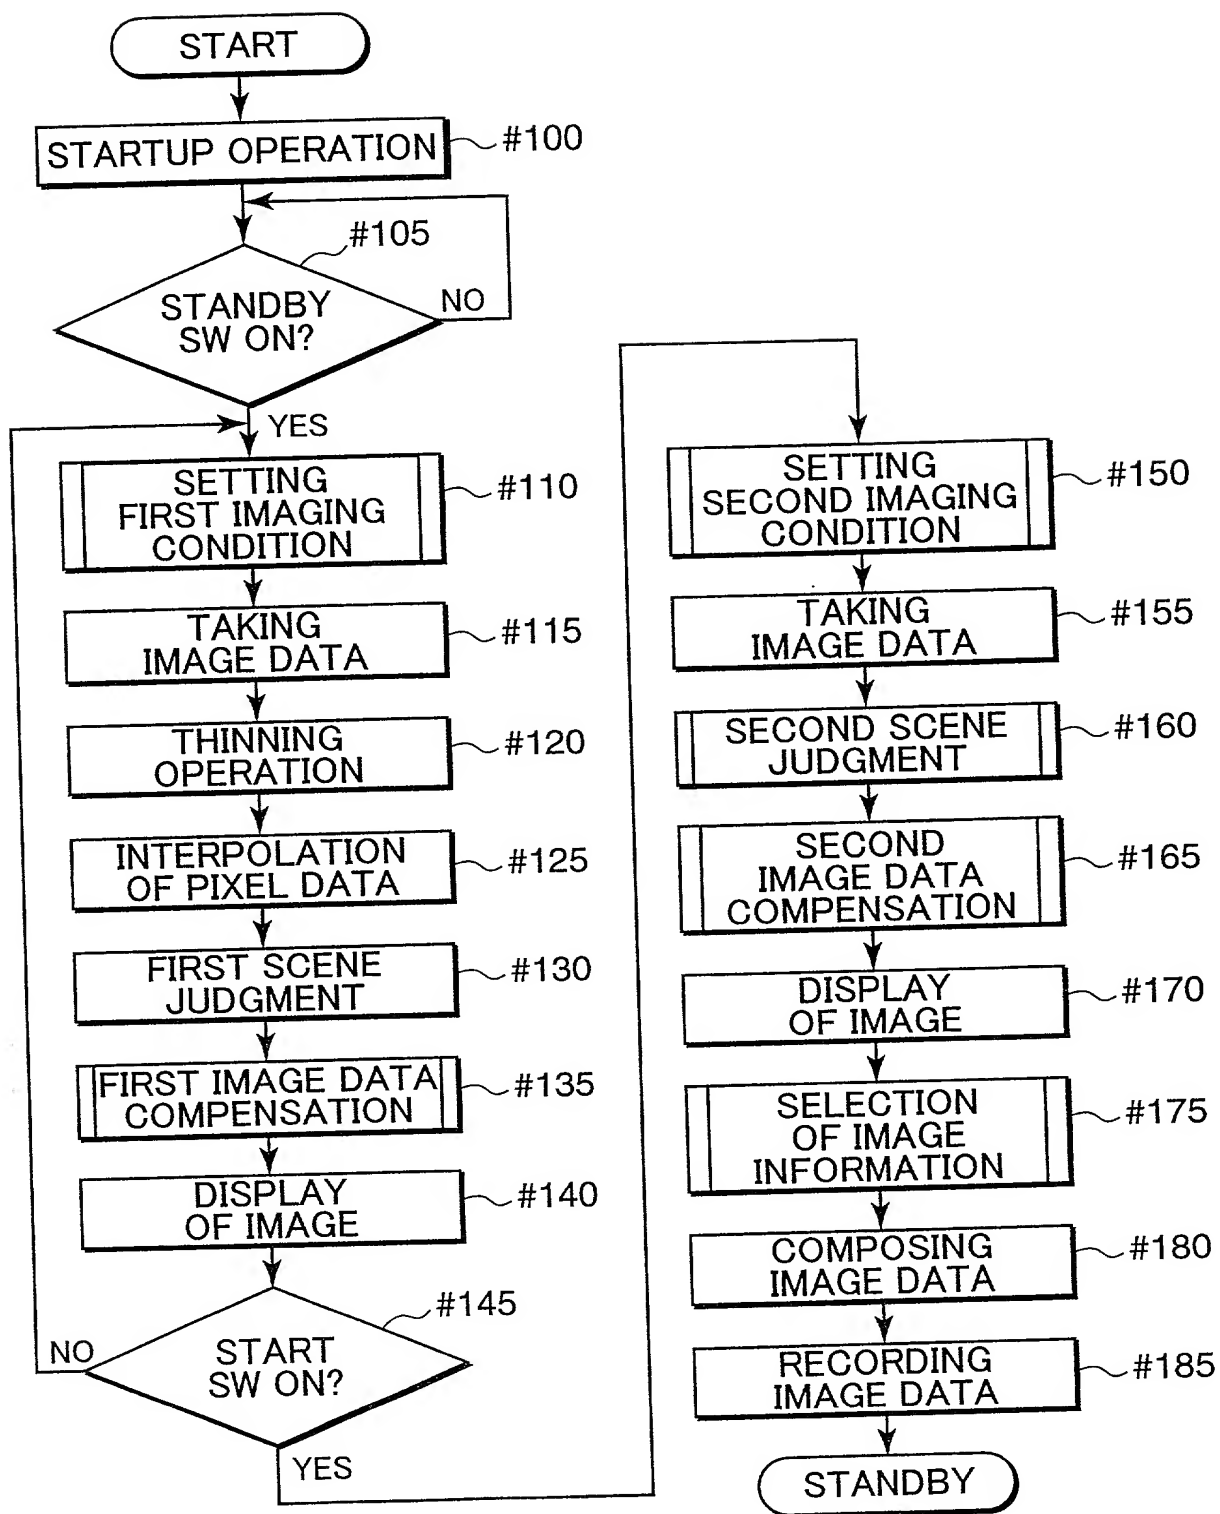 START
STARTUP OPERATION
#100
#105
STANDBY
SW ON?
NO
YES
SETTING
FIRST IMAGING
CONDITION
#110
TAKING
IMAGE DATA
#115
THINNING
OPERATION
#120
INTERPOLATION
OF PIXEL DATA
#125
FIRST SCENE
JUDGMENT
#130
FIRST IMAGE DATA
COMPENSATION
#135
DISPLAY
OF IMAGE
#140
#145
START
SW ON?
NO
YES
SETTING
SECOND IMAGING
CONDITION
#150
TAKING
IMAGE DATA
#155
SECOND SCENE
JUDGMENT
#160
SECOND
IMAGE DATA
COMPENSATION
#165
DISPLAY
OF IMAGE
#170
SELECTION
OF IMAGE
INFORMATION
#175
COMPOSING
IMAGE DATA
#180
RECORDING
IMAGE DATA
#185
STANDBY